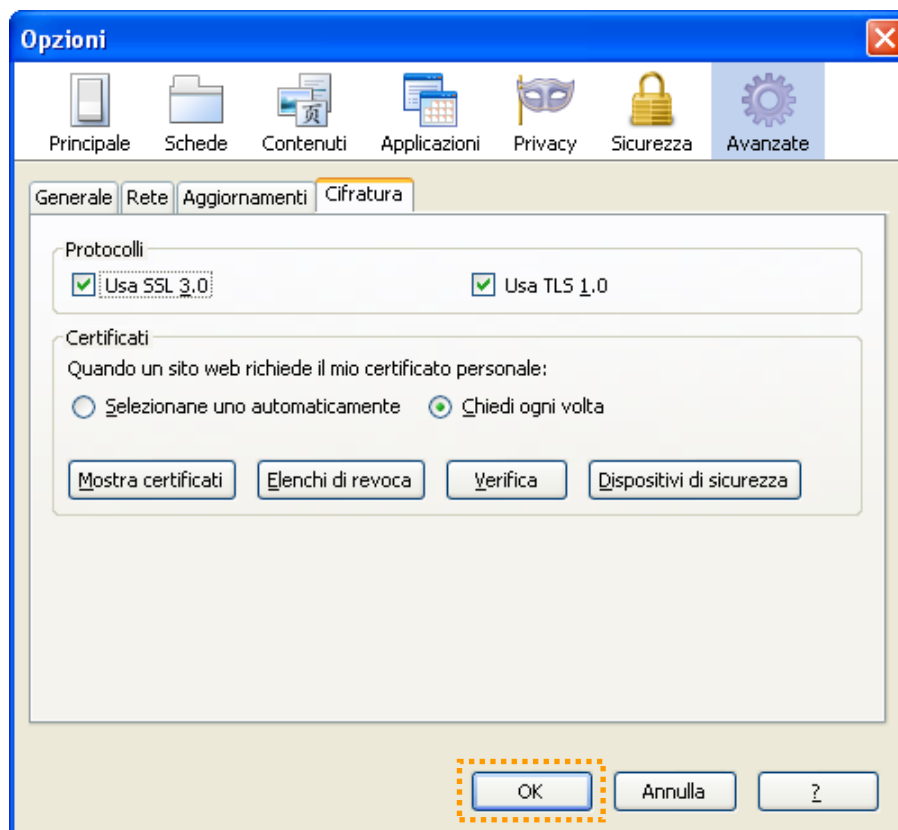 Opzioni
页
Principale Schede Contenuti Applicazioni Privacy Sicurezza Avanzate
Generale Rete Aggiornamenti Cifratura
Protocolli
Usa SSL 3.0 Usa TLS 1.0
Certificati
Quando un sito web richiede il mio certificato personale:
Selezionane uno automaticamente Chiedi ogni volta
Mostra certificati Elenchi di revoca Verifica Dispositivi di sicurezza
OK Annulla ?